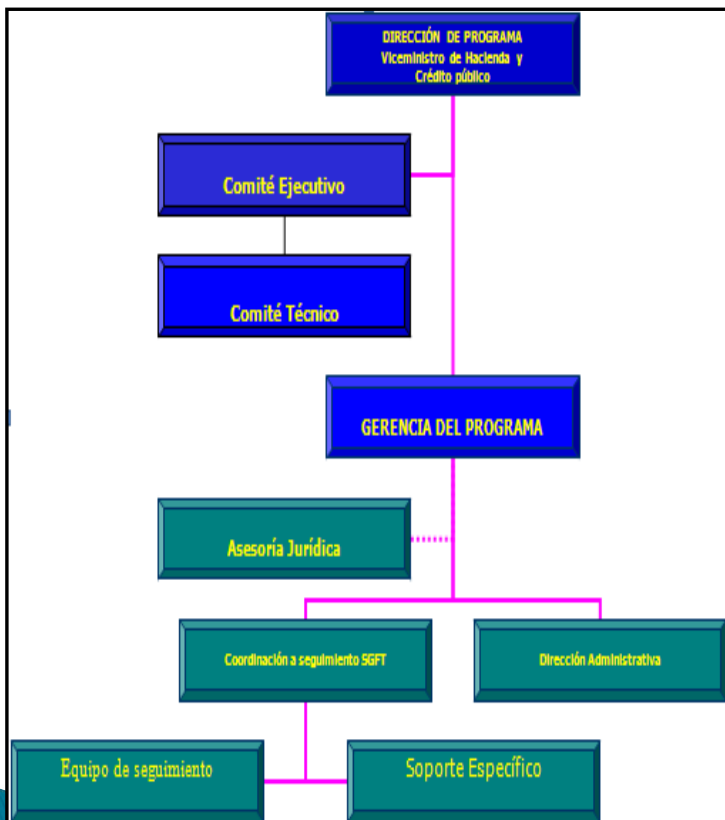 DIRECCIÓN DE PROGRAMA
Viceministro de Hacienda y
Crédito público
Comité Ejecutivo
Comité Técnico
GERENCIA DEL PROGRAMA
Asesoría Jurídica
Coordinación a seguimiento SGFT
Dirección Administrativa
Equipo de seguimiento
Soporte Específico